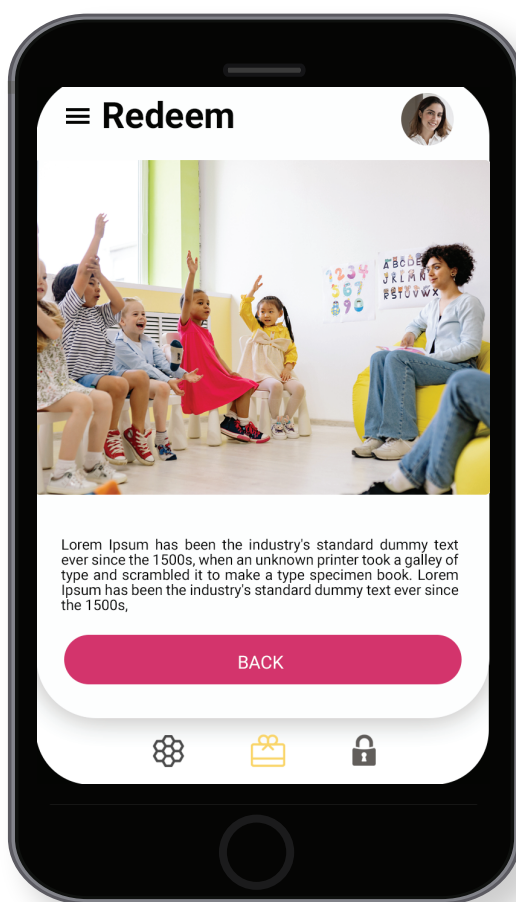 Redeem
1234
567
890
ABCDE
JKLMN
RSTUVWX
Lorem Ipsum has been the industry's standard dummy text
ever since the 1500s, when an unknown printer took a galley of
type and scrambled it to make a type specimen book. Lorem
Ipsum has been the industry's standard dummy text ever since
the 1500s,
BACK